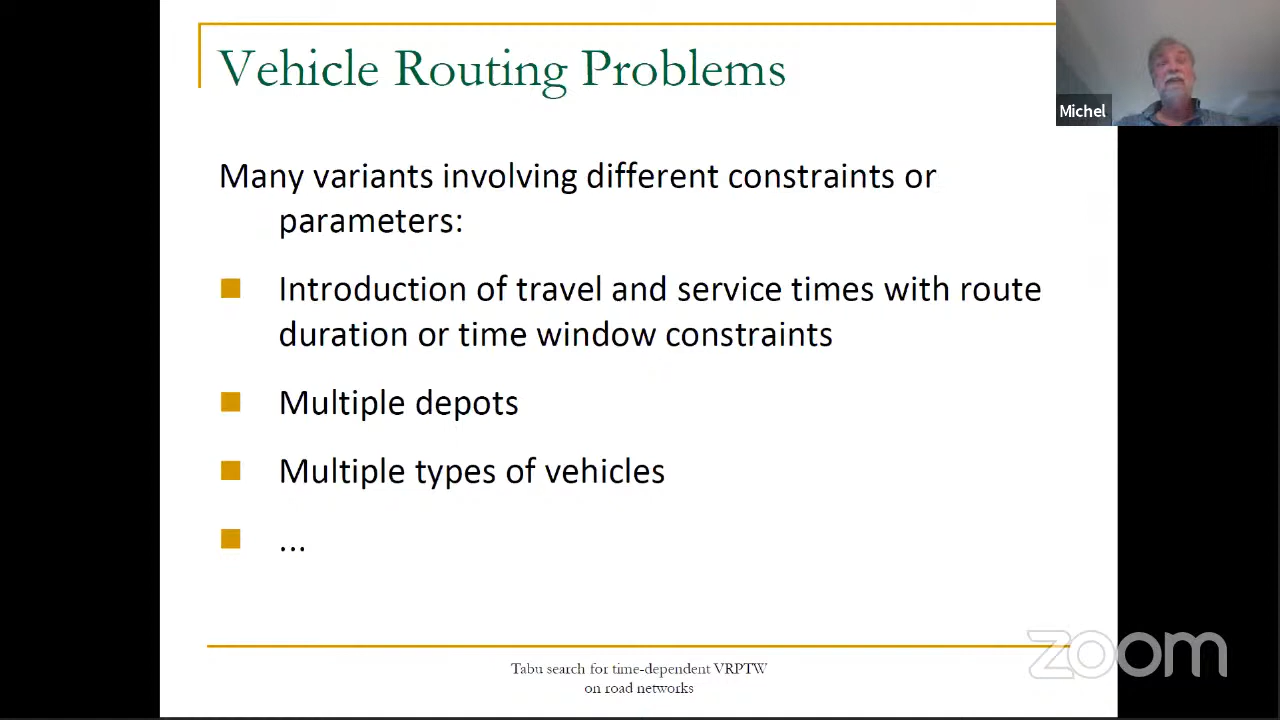 Vehicle Routing Problems
Michel
Many variants involving different constraints or
parameters:
Introduction of travel and service times with route
duration or time window constraints
Multiple depots
Multiple types of vehicles
...
Tabu search for time-dependent VRPTW
on road networks
zoom